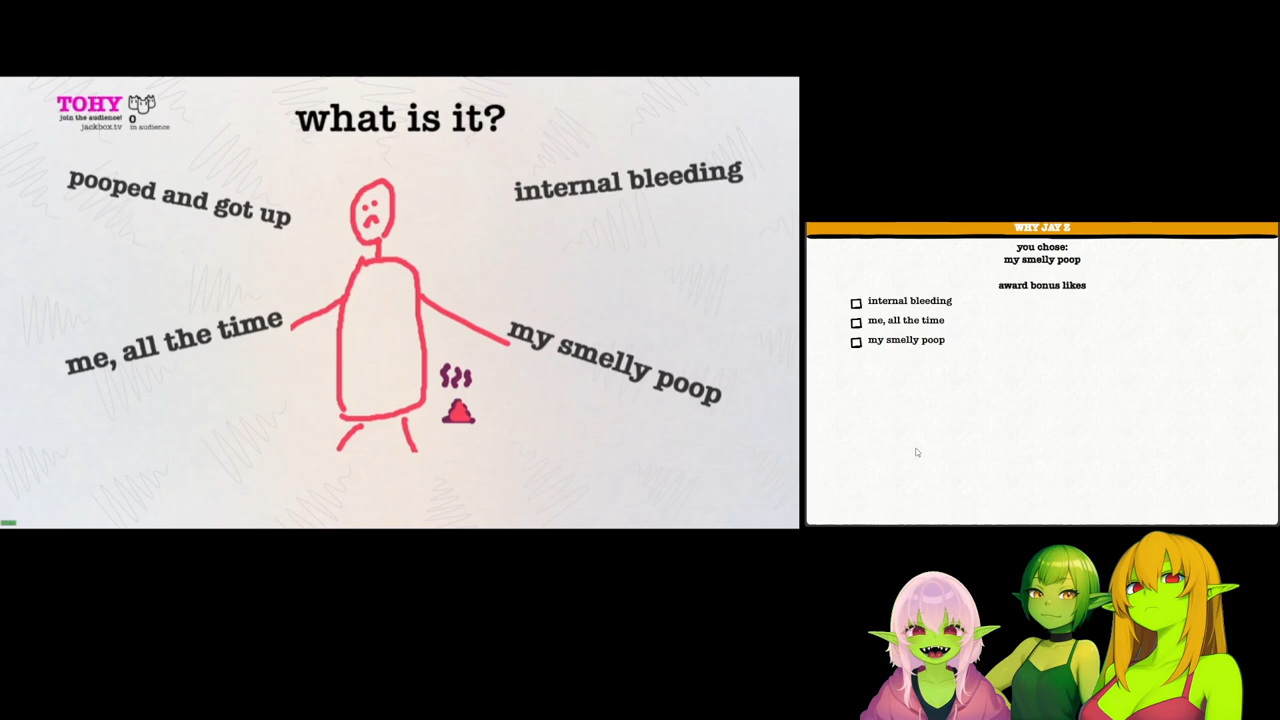 TOHY
join the audience!
jackbox.tv
0
in audience
what is it?
pooped and got up
internal bleeding
me, all the time
my smelly poop
WHY JAY Z
you chose:
my smelly poop
award bonus likes
internal bleeding
me, all the time
my smelly poop